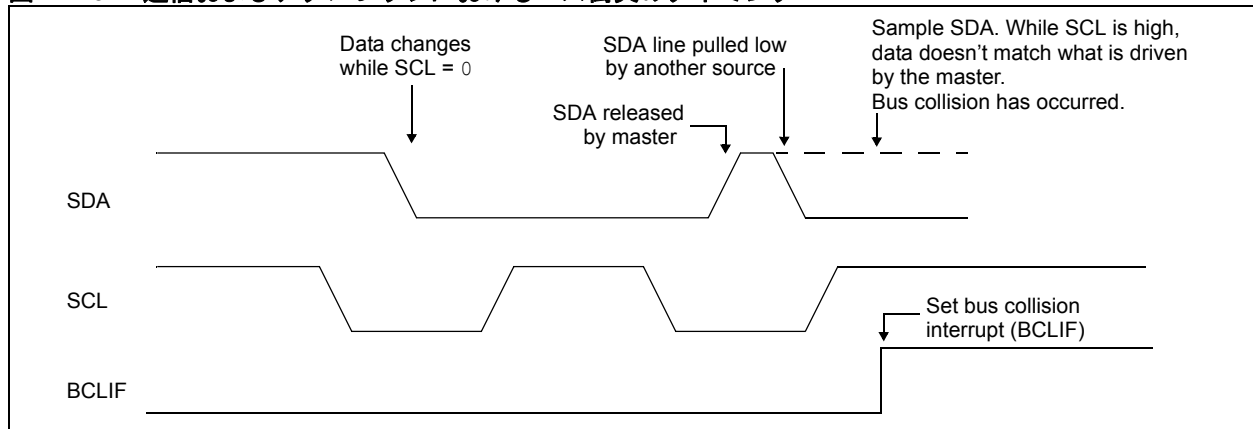 Data changes
while SCL = 0
SDA line pulled low
by another source
Sample SDA. While SCL is high,
data doesn't match what is driven
by the master.
Bus collision has occurred.
SDA released
by master
SDA
SCL
Set bus collision
interrupt (BCLIF)
BCLIF